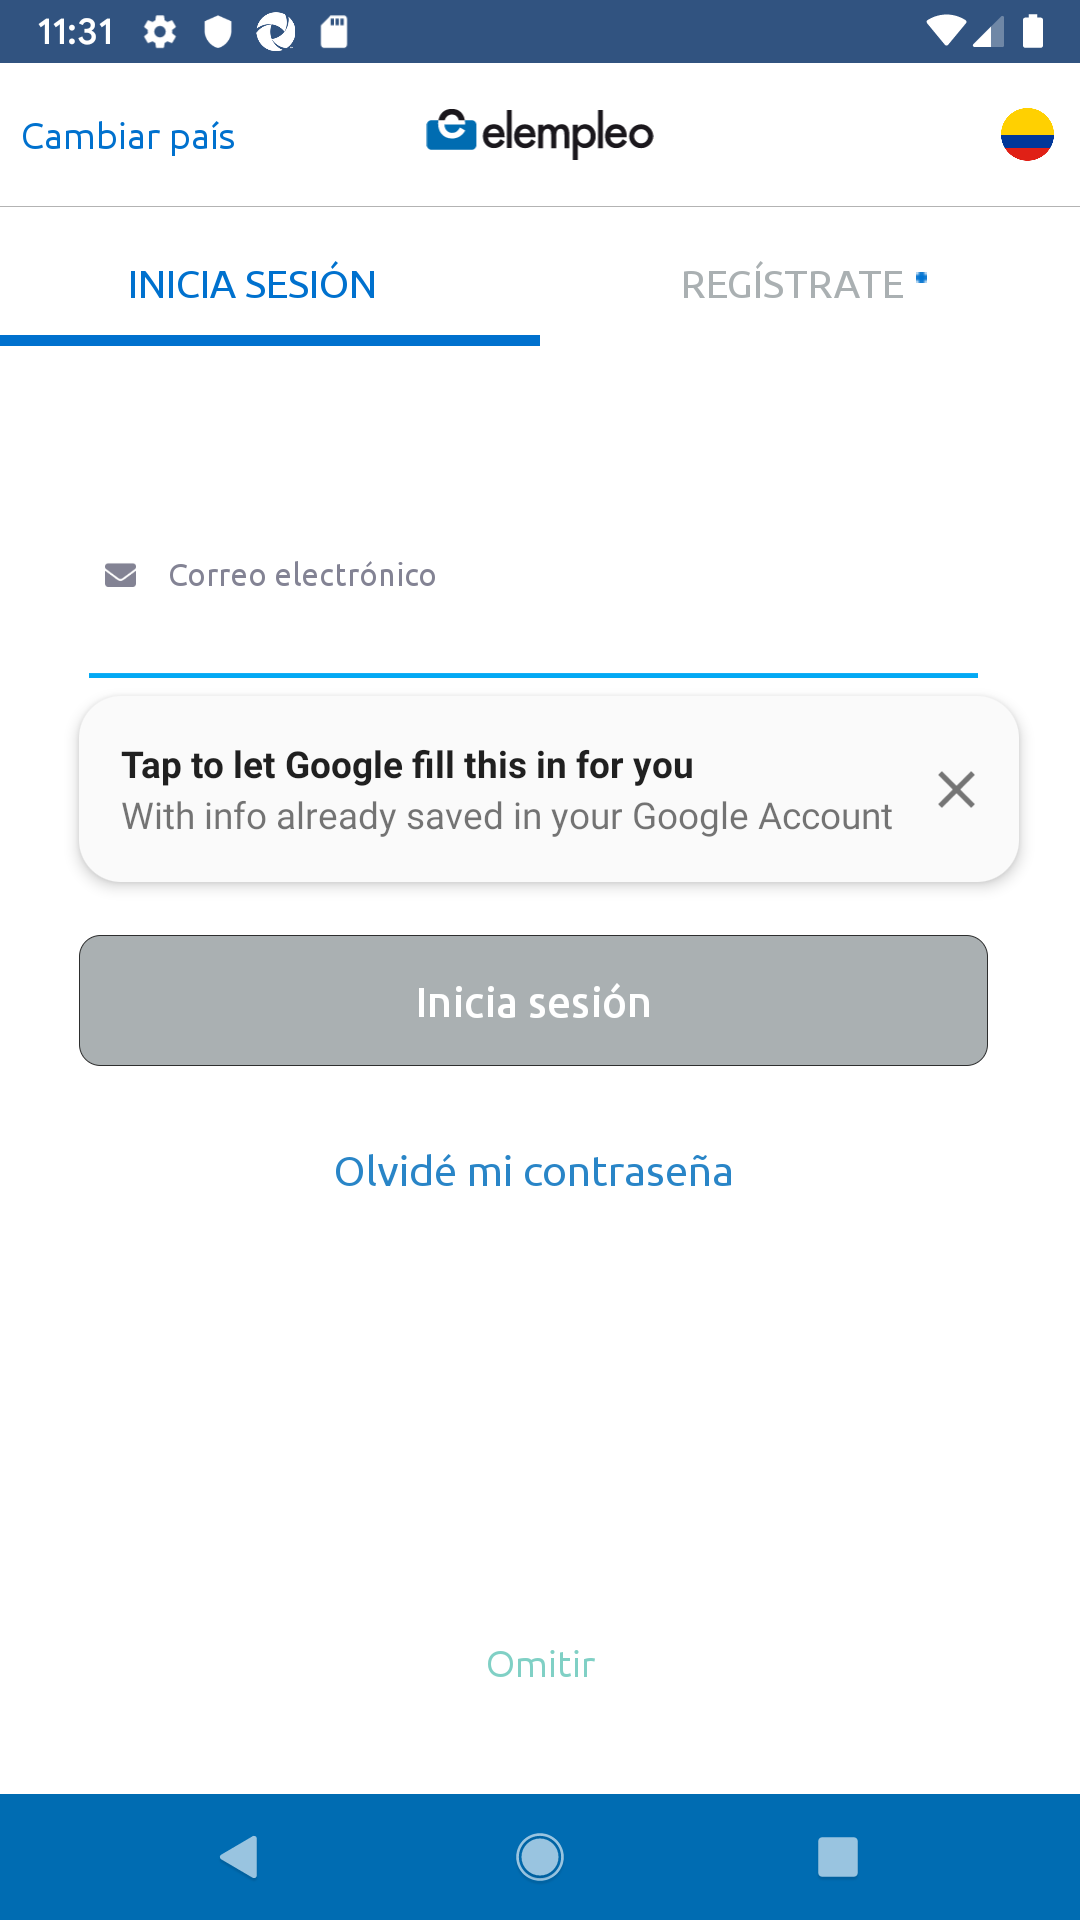 11:31
Cambiar país
elempleo
INICIA SESIÓN
REGÍSTRATE
Correo electrónico
Tap to let Google fill this in for you
With info already saved in your Google Account
Inicia sesión
Olvidé mi contraseña
Omitir